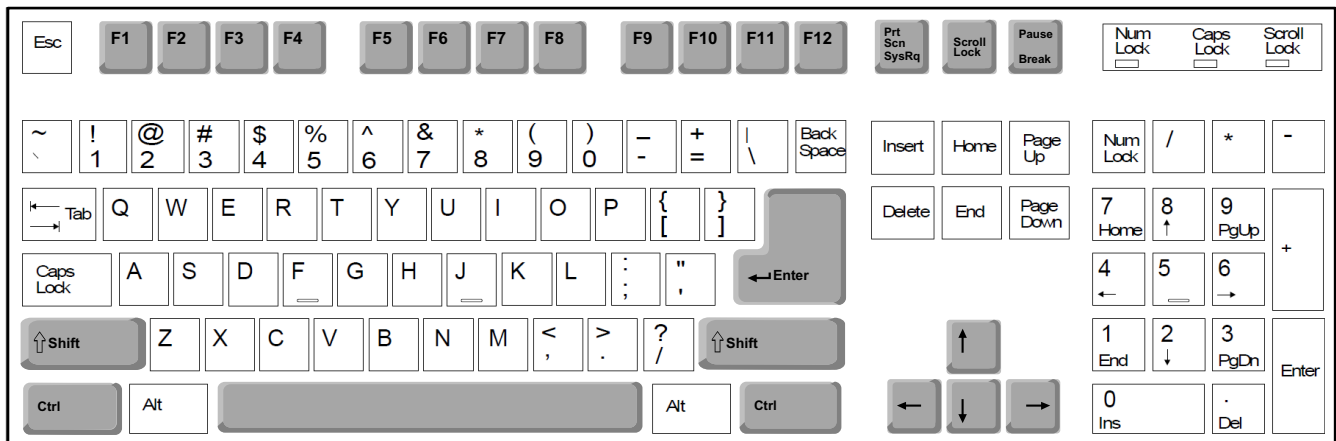 Esc F1 F2 F3 F4 F5 F6 F7 F8 F9 F10 F11 F12 Prt Scn SysRq Scroll Lock Pause Break Num Lock Caps Lock Scroll Lock
~ ` ! 1 @ 2 # 3 $ 4 % 5 ^ 6 & 7 * 8 ( 9 ) 0 _ - + = | \ Back Space Insert Home Page Up Num Lock / * -
Tab Q W E R T Y U I O P { [ } ] Delete End Page Down 7 Home 8 ↑ 9 PgUp +
Caps Lock A S D F G H J K L : ; " ' Enter 4 ← 5 6 →
Shift Z X C V B N M < , > . ? / Shift ↑ 1 End 2 ↓ 3 PgDn Enter
Ctrl Alt Alt Ctrl ← ↓ → 0 Ins . Del